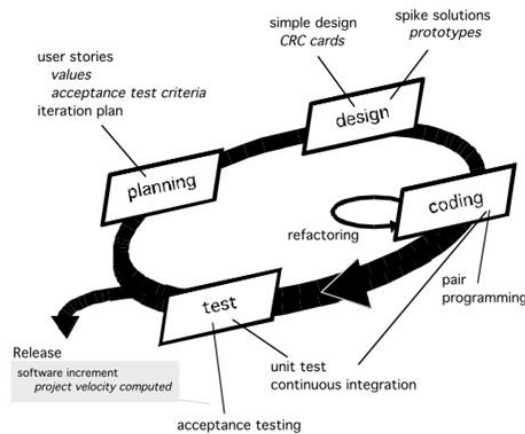 simple design
CRC cards
spike solutions
prototypes
user stories
values
acceptance test criteria
iteration plan
design
planning
coding
refactoring
test
pair
programming
Release
software increment
project velocity computed
unit test
continuous integration
acceptance testing